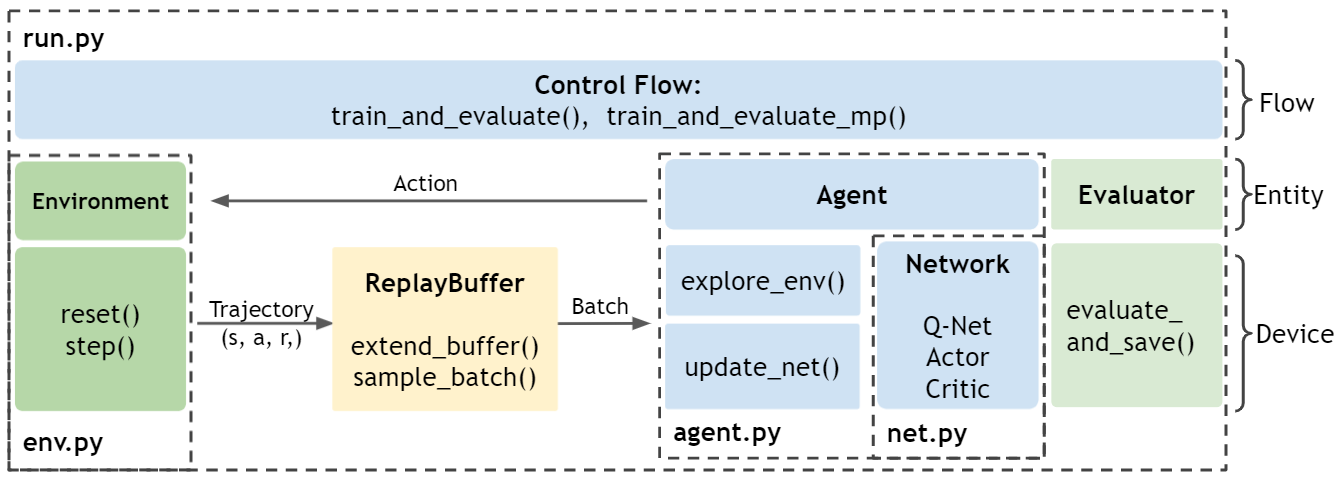 run.py
Control Flow:
train_and_evaluate(), train_and_evaluate_mp()
Flow
Environment
Action
Agent
Evaluator
Entity
reset()
step()
Trajectory
(s, a, r,)
ReplayBuffer
extend_buffer()
sample_batch()
Batch
explore_env()
update_net()
Network
Q-Net
Actor
Critic
evaluate_
and_save()
Device
env.py
agent.py
net.py